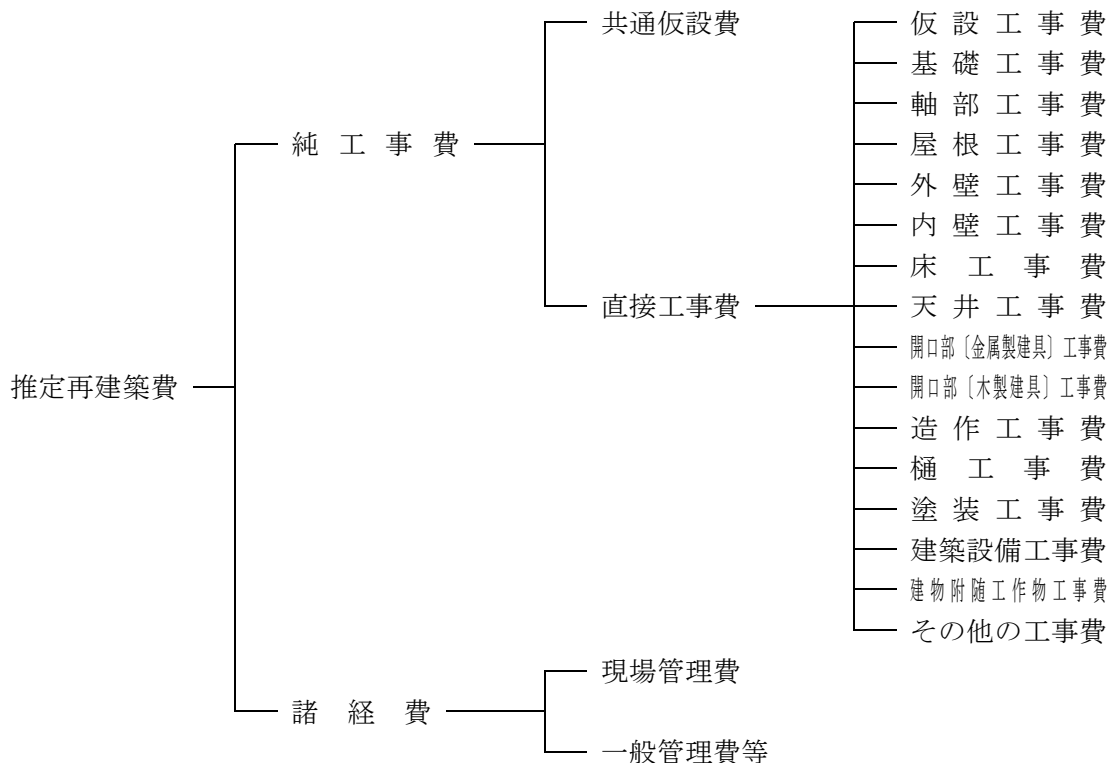 推定再建築費
純工事費
共通仮設費
直接工事費
仮設工事費
基礎工事費
軸部工事費
屋根工事費
外壁工事費
内壁工事費
床工事費
天井工事費
開口部〔金属製建具〕工事費
開口部〔木製建具〕工事費
造作工事費
樋工事費
塗装工事費
建築設備工事費
建物附随工作物工事費
その他の工事費
諸経費
現場管理費
一般管理費等